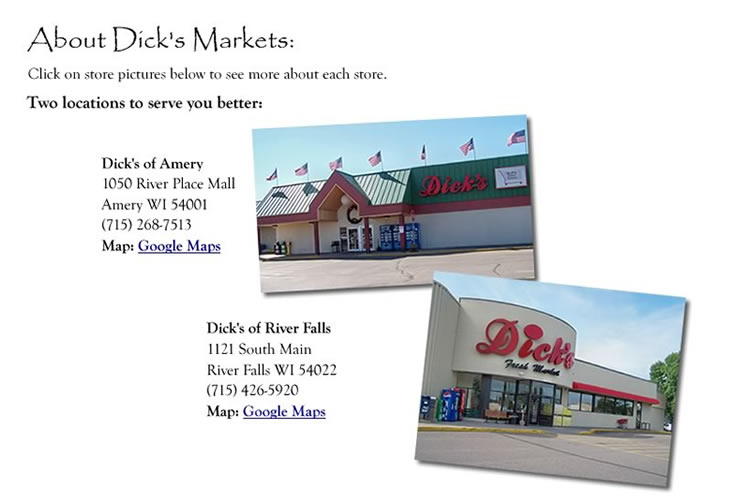 About Dick's Markets:
Click on store pictures below to see more about each store.
Two locations to serve you better:
Dick's of Amery
1050 River Place Mall
Amery WI 54001
(715) 268-7513
Map: Google Maps
Dick's
Dick's of River Falls
1121 South Main
River Falls WI 54022
(715) 426-5920
Map: Google Maps
Dick's
Fresh Market